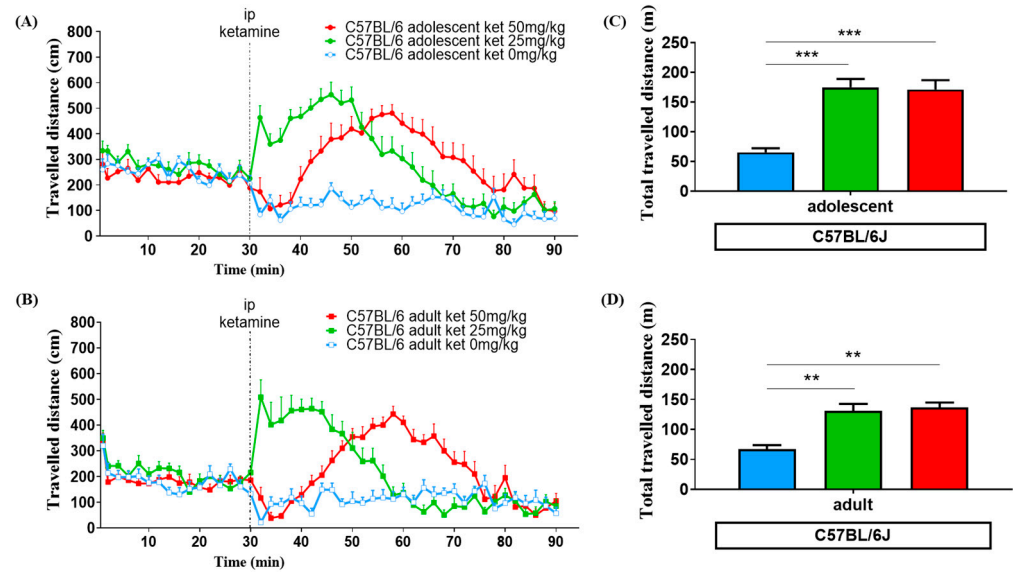 (A)
ip
ketamine
C57BL/6 adolescent ket 50mg/kg
C57BL/6 adolescent ket 25mg/kg
C57BL/6 adolescent ket 0mg/kg
Travelled distance (cm)
800
700
600
500
400
300
200
100
0
10 20 30 40 50 60 70 80 90
Time (min)
(B)
ip
ketamine
C57BL/6 adult ket 50mg/kg
C57BL/6 adult ket 25mg/kg
C57BL/6 adult ket 0mg/kg
Travelled distance (cm)
800
700
600
500
400
300
200
100
0
10 20 30 40 50 60 70 80 90
Time (min)
(C)
Total travelled distance (m)
250
200
150
100
50
0
***
***
adolescent
C57BL/6J
(D)
Total travelled distance (m)
250
200
150
100
50
0
**
**
adult
C57BL/6J